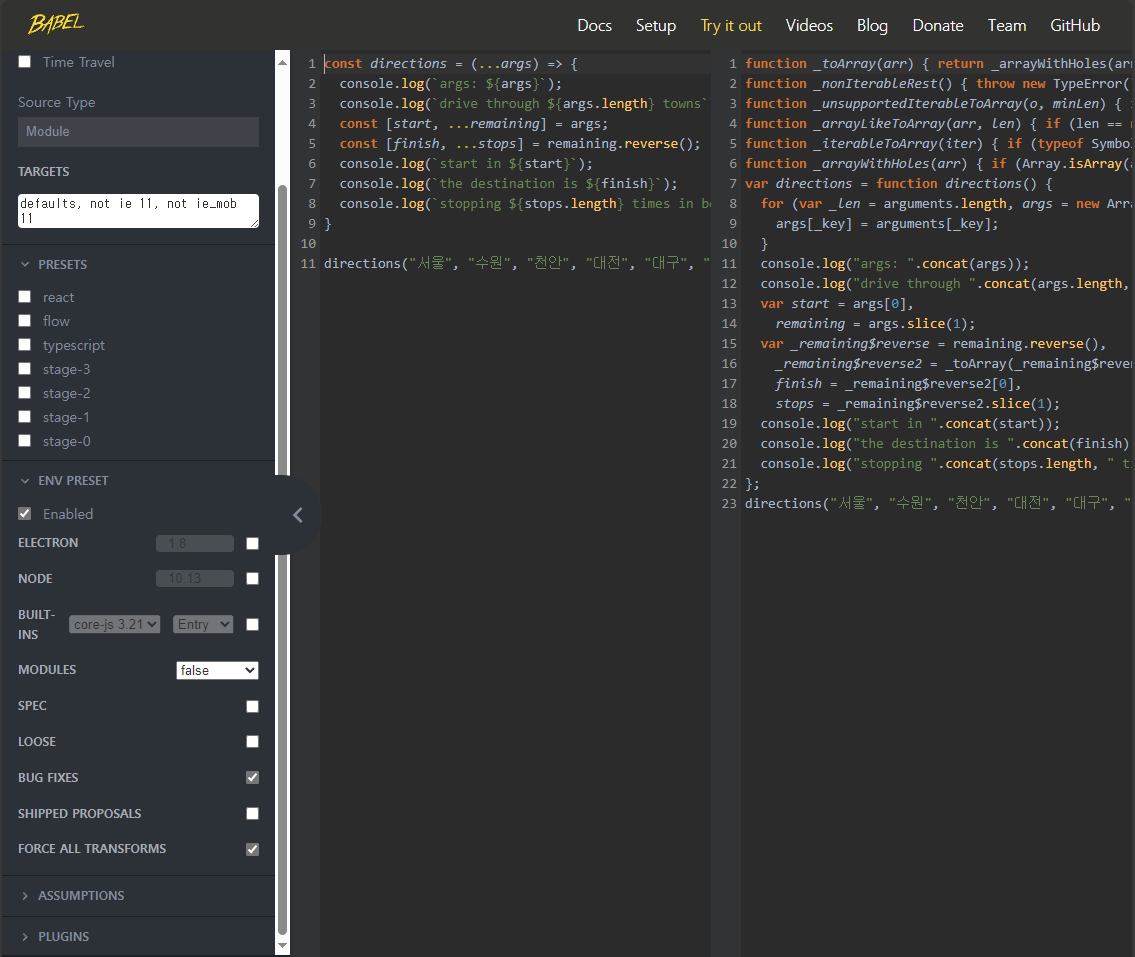 BABEL
Docs Setup Try it out Videos Blog Donate Team GitHub
Time Travel
Source Type
Module
TARGETS
defaults, not ie 11, not ie_mob
11
PRESETS
react
flow
typescript
stage-3
stage-2
stage-1
stage-0
ENV PRESET
Enabled
ELECTRON 1.8
NODE 10.13
BUILT-
INS core-js 3.21 Entry
MODULES false
SPEC
LOOSE
BUG FIXES
SHIPPED PROPOSALS
FORCE ALL TRANSFORMS
ASSUMPTIONS
PLUGINS
1 const directions = (...args) => {
2 console.log(`args: ${args}`);
3 console.log(`drive through ${args.length} towns`
4 const [start, ...remaining] = args;
5 const [finish, ...stops] = remaining.reverse();
6 console.log(`start in ${start}`);
7 console.log(`the destination is ${finish}`);
8 console.log(`stopping ${stops.length} times in be
9 }
10
11 directions("서울", "수원", "천안", "대전", "대구", "
1 function _toArray(arr) { return _arrayWithHoles(arr
2 function _nonIterableRest() { throw new TypeError(
3 function _unsupportedIterableToArray(o, minLen) {
4 function _arrayLikeToArray(arr, len) { if (len ==
5 function _iterableToArray(iter) { if (typeof Symbo
6 function _arrayWithHoles(arr) { if (Array.isArray(a
7 var directions = function directions() {
8 for (var _len = arguments.length, args = new Arra
9 args[_key] = arguments[_key];
10 }
11 console.log("args: ".concat(args));
12 console.log("drive through ".concat(args.length,
13 var start = args[0],
14 remaining = args.slice(1);
15 var _remaining$reverse = remaining.reverse(),
16 _remaining$reverse2 = _toArray(_remaining$rever
17 finish = _remaining$reverse2[0],
18 stops = _remaining$reverse2.slice(1);
19 console.log("start in ".concat(start));
20 console.log("the destination is ".concat(finish)
21 console.log("stopping ".concat(stops.length, " ti
22 };
23 directions("서울", "수원", "천안", "대전", "대구", "